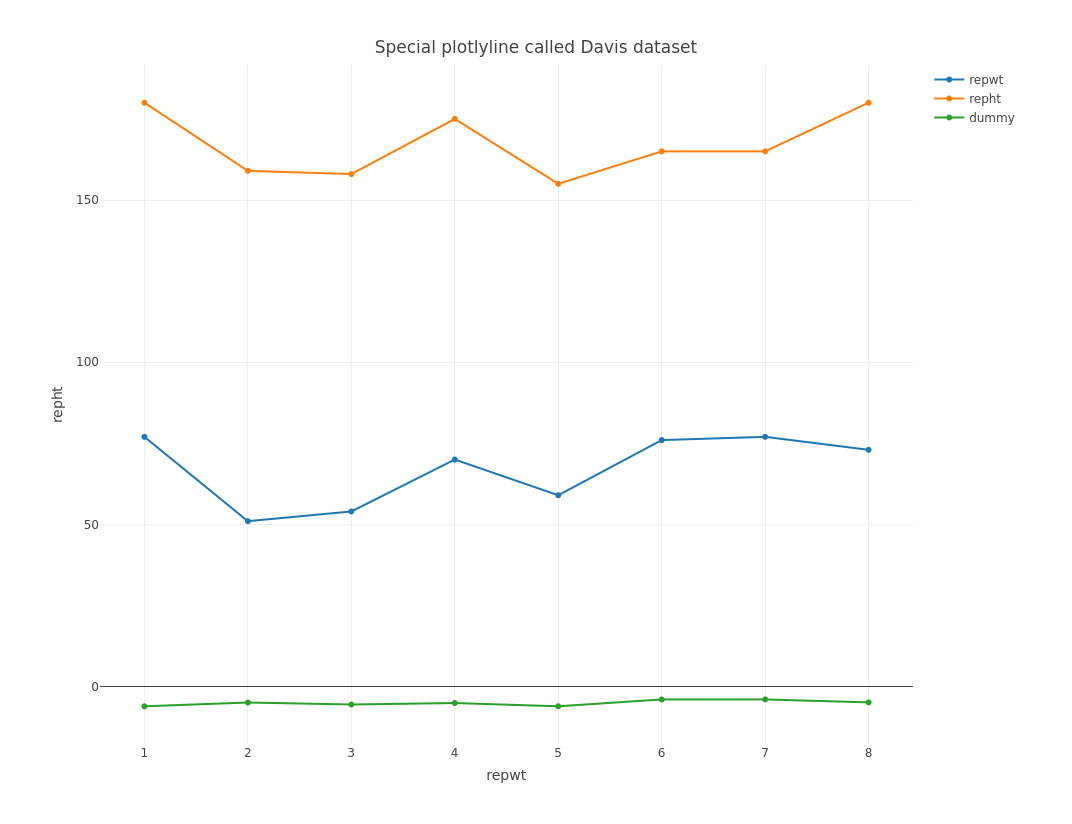 Special plotlyline called Davis dataset
repwt
repht
dummy
150
100
50
0
repht
1 2 3 4 5 6 7 8
repwt